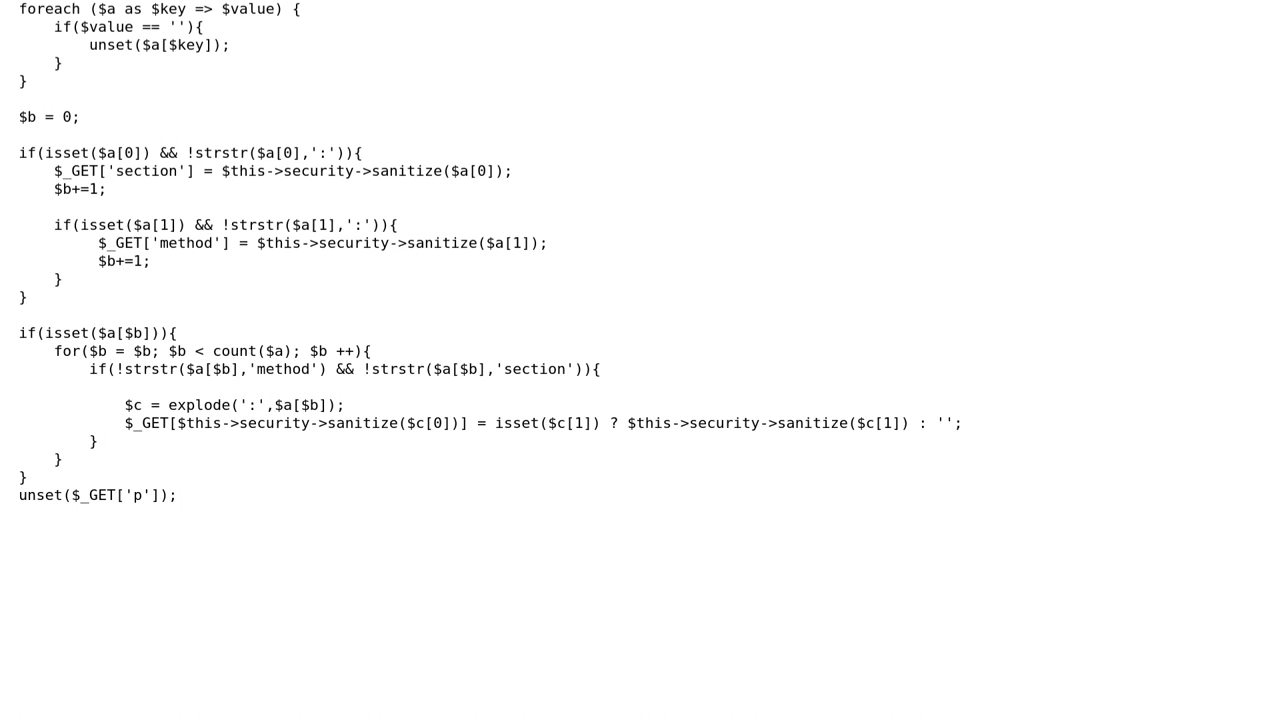 foreach ($a as $key => $value) {
    if($value == ''){
        unset($a[$key]);
    }
}

$b = 0;

if(isset($a[0]) && !strstr($a[0],':')){
    $_GET['section'] = $this->security->sanitize($a[0]);
    $b+=1;

    if(isset($a[1]) && !strstr($a[1],':')){
         $_GET['method'] = $this->security->sanitize($a[1]);
         $b+=1;
    }
}

if(isset($a[$b])){
    for($b = $b; $b < count($a); $b ++){
        if(!strstr($a[$b],'method') && !strstr($a[$b],'section')){

            $c = explode(':',$a[$b]);
            $_GET[$this->security->sanitize($c[0])] = isset($c[1]) ? $this->security->sanitize($c[1]) : '';
        }
    }
}
unset($_GET['p']);